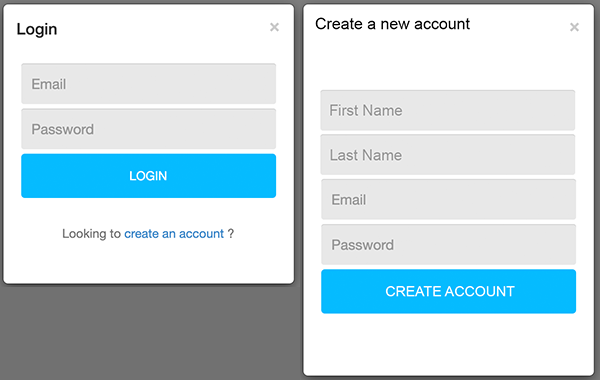 Login
×
Email
Password
LOGIN
Looking to create an account ?
Create a new account
×
First Name
Last Name
Email
Password
CREATE ACCOUNT